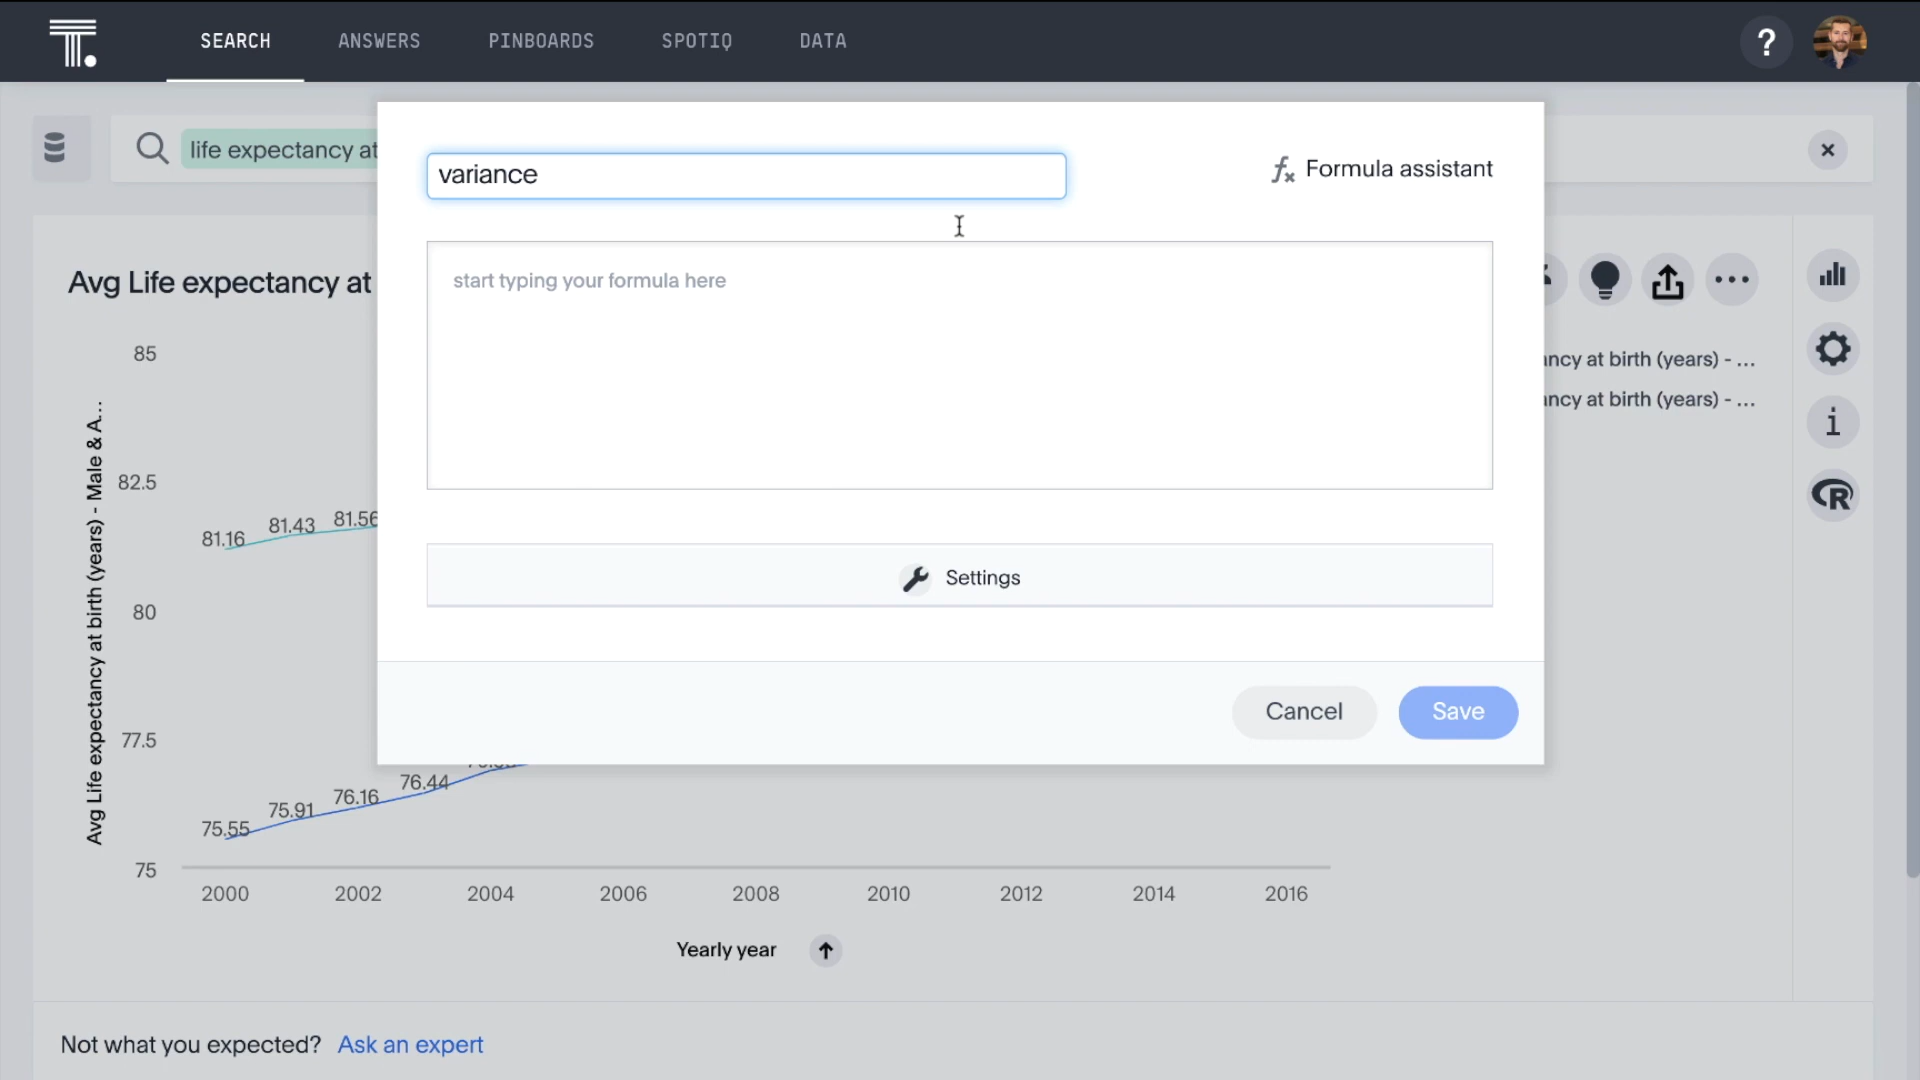 T.
SEARCH
ANSWERS
PINBOARDS
SPOTIQ
DATA
?
life expectancy at
variance
Formula assistant
start typing your formula here
Settings
Cancel
Save
Avg Life expectancy at
ancy at birth (years) - ...
ancy at birth (years) - ...
Avg Life expectancy at birth (years) - Male & A...
85
82.5
80
77.5
75
81.16
81.43
81.56
75.55
75.91
76.16
76.44
2000
2002
2004
2006
2008
2010
2012
2014
2016
Yearly year
Not what you expected? Ask an expert